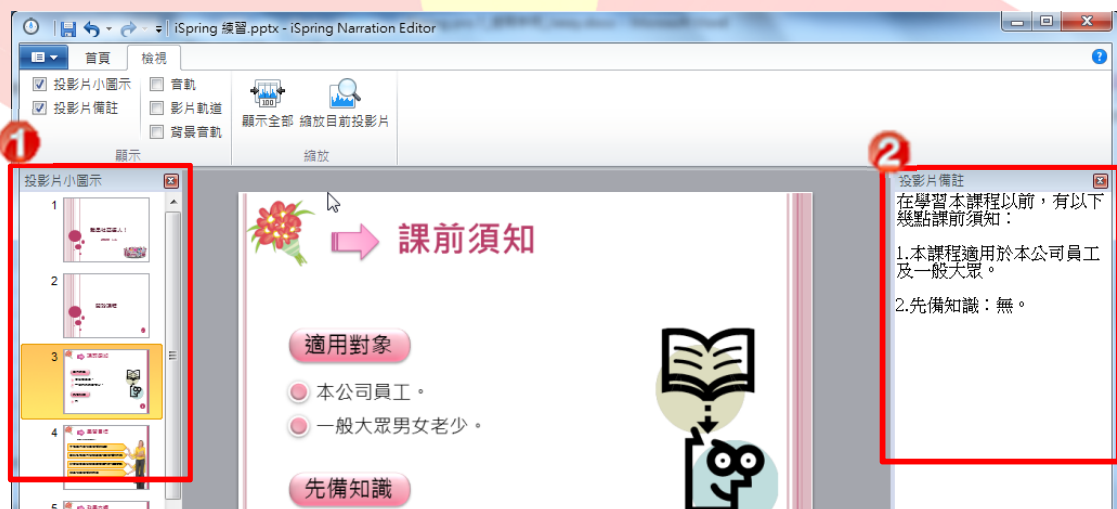 iSpring 練習.pptx - iSpring Narration Editor
首頁 檢視
投影片小圖示 音軌
投影片備註 影片軌道
背景音軌
顯示全部 縮放目前投影片
100
顯示 縮放
1
2
投影片小圖示
投影片備註
1
2
3
4
5
課前須知
適用對象
本公司員工。
一般大眾男女老少。
先備知識
在學習本課程以前，有以下
幾點課前須知：
1.本課程適用於本公司員工
及一般大眾。
2.先備知識：無。